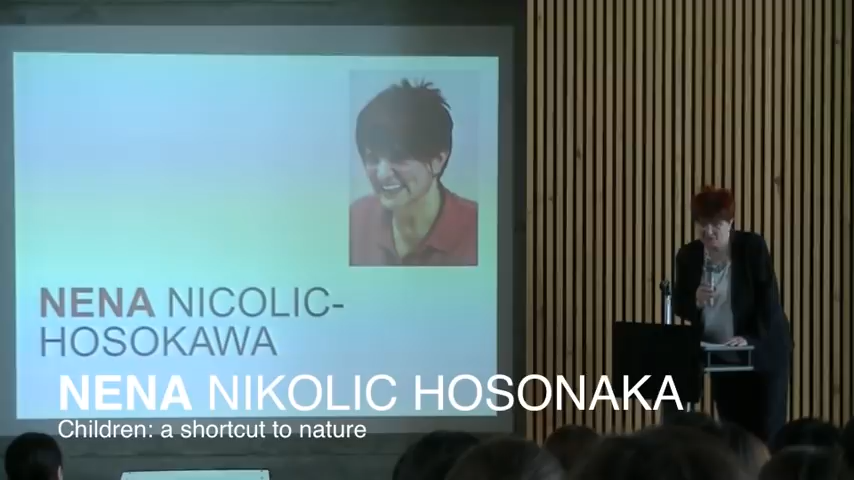 NENA NICOLIC-
HOSOKAWA
NENA NIKOLIC HOSONAKA
Children: a shortcut to nature